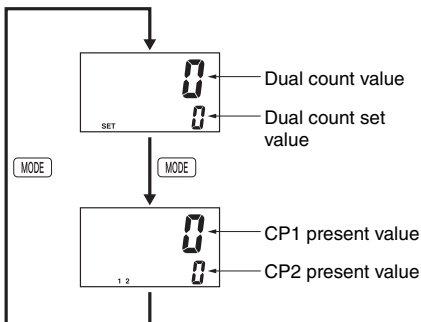 0
Dual count value
0
Dual count set
value
SET
MODE
MODE
0
CP1 present value
0
CP2 present value
1 2